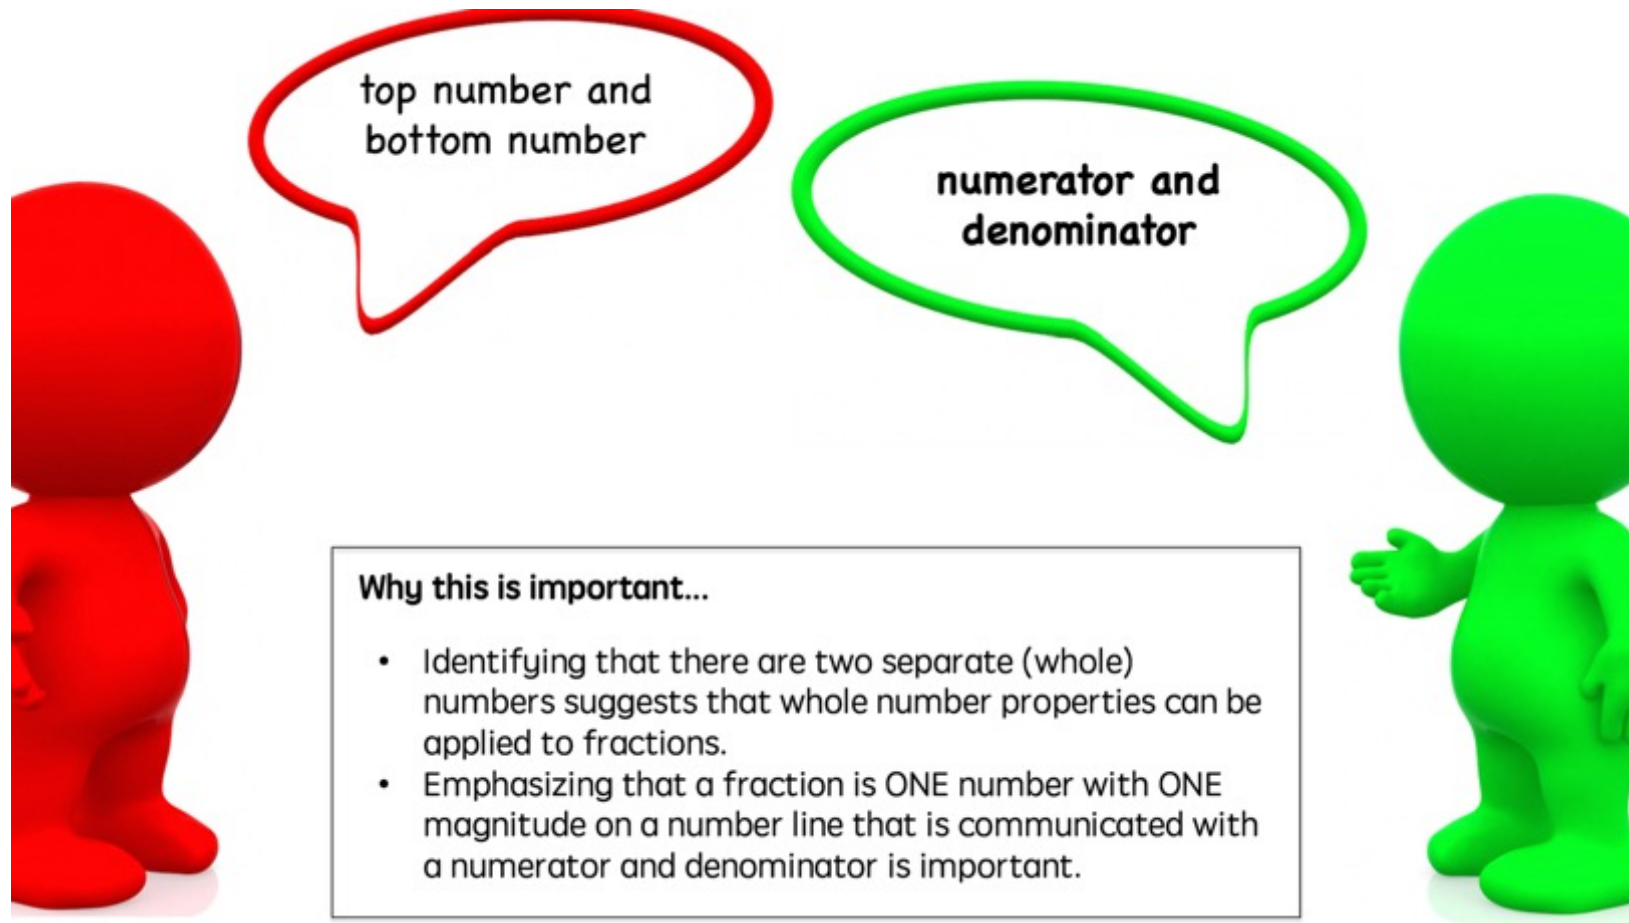 top number and
bottom number
numerator and
denominator
Why this is important...
• Identifying that there are two separate (whole)
numbers suggests that whole number properties can be
applied to fractions.
• Emphasizing that a fraction is ONE number with ONE
magnitude on a number line that is communicated with
a numerator and denominator is important.